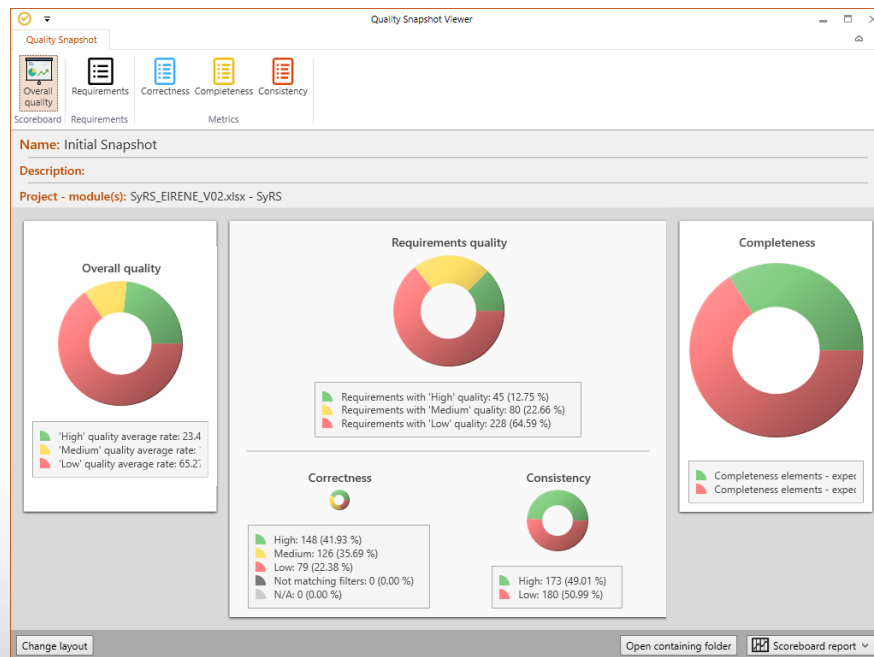 Quality Snapshot Viewer
Quality Snapshot
Overall quality
Requirements
Correctness
Completeness
Consistency
Scoreboard
Requirements
Metrics
Name: Initial Snapshot
Description:
Project - module(s): SyRS_EIRENE_V02.xlsx - SyRS
Overall quality
'High' quality average rate: 23.4
'Medium' quality average rate:
'Low' quality average rate: 65.27
Requirements quality
Requirements with 'High' quality: 45 (12.75 %)
Requirements with 'Medium' quality: 80 (22.66 %)
Requirements with 'Low' quality: 228 (64.59 %)
Correctness
High: 148 (41.93 %)
Medium: 126 (35.69 %)
Low: 79 (22.38 %)
Not matching filters: 0 (0.00 %)
N/A: 0 (0.00 %)
Consistency
High: 173 (49.01 %)
Low: 180 (50.99 %)
Completeness
Completeness elements - expec
Completeness elements - expec
Change layout
Open containing folder
Scoreboard report